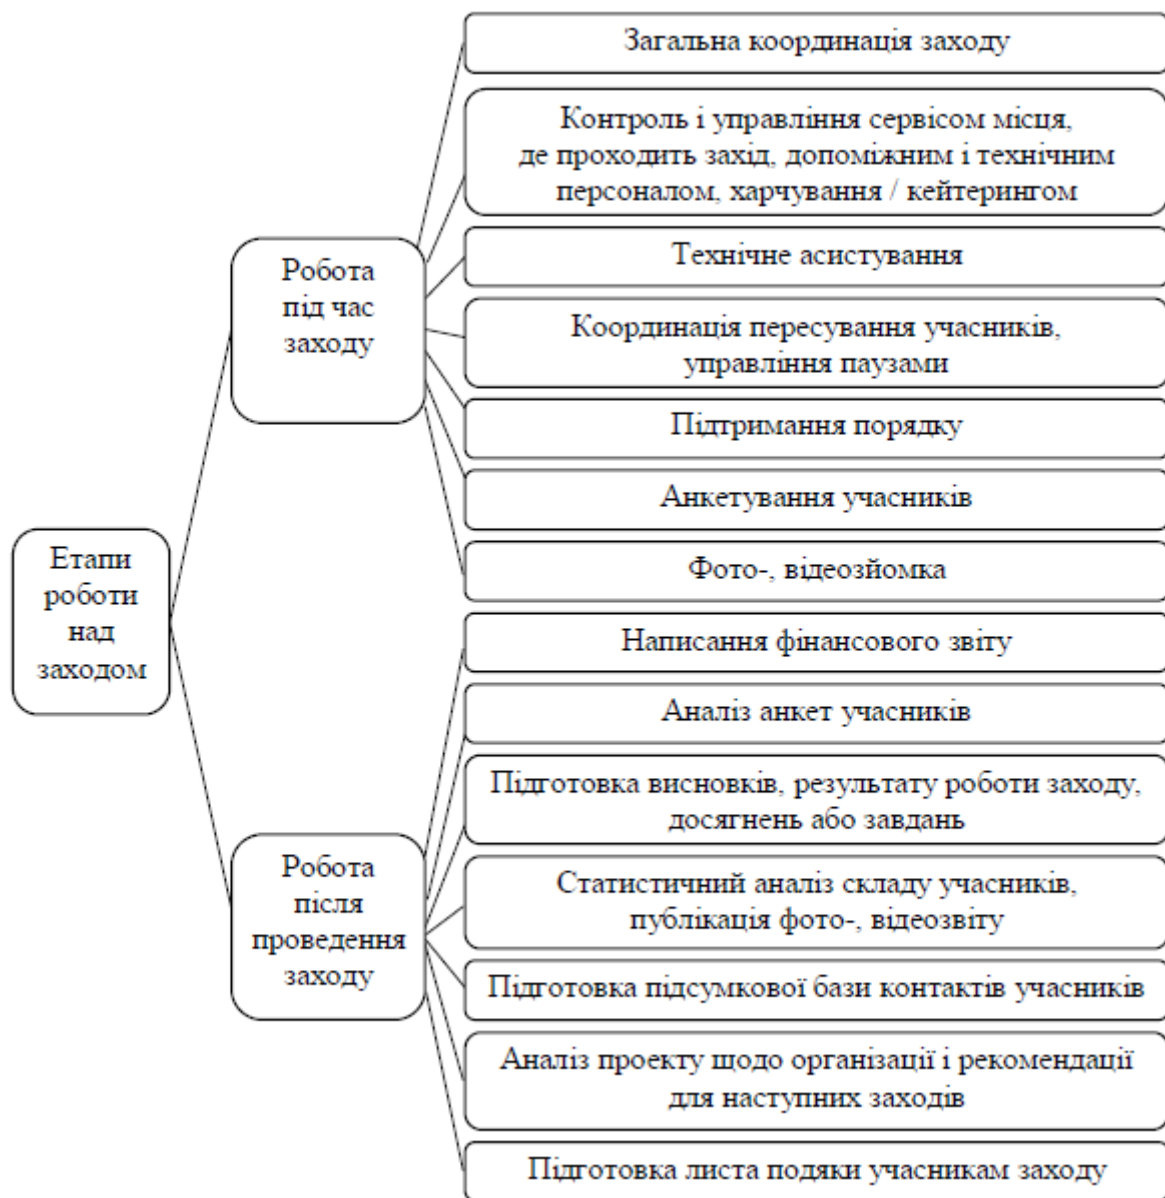 Етапи
роботи
над
заходом
Робота
під час
заходу
Загальна координація заходу
Контроль і управління сервісом місця,
де проходить захід, допоміжним і технічним
персоналом, харчування / кейтерингом
Технічне асистування
Координація пересування учасників,
управління паузами
Підтримання порядку
Анкетування учасників
Фото-, відеозйомка
Робота
після
проведення
заходу
Написання фінансового звіту
Аналіз анкет учасників
Підготовка висновків, результату роботи заходу,
досягнень або завдань
Статистичний аналіз складу учасників,
публікація фото-, відеозвіту
Підготовка підсумкової бази контактів учасників
Аналіз проекту щодо організації і рекомендації
для наступних заходів
Підготовка листа подяки учасникам заходу